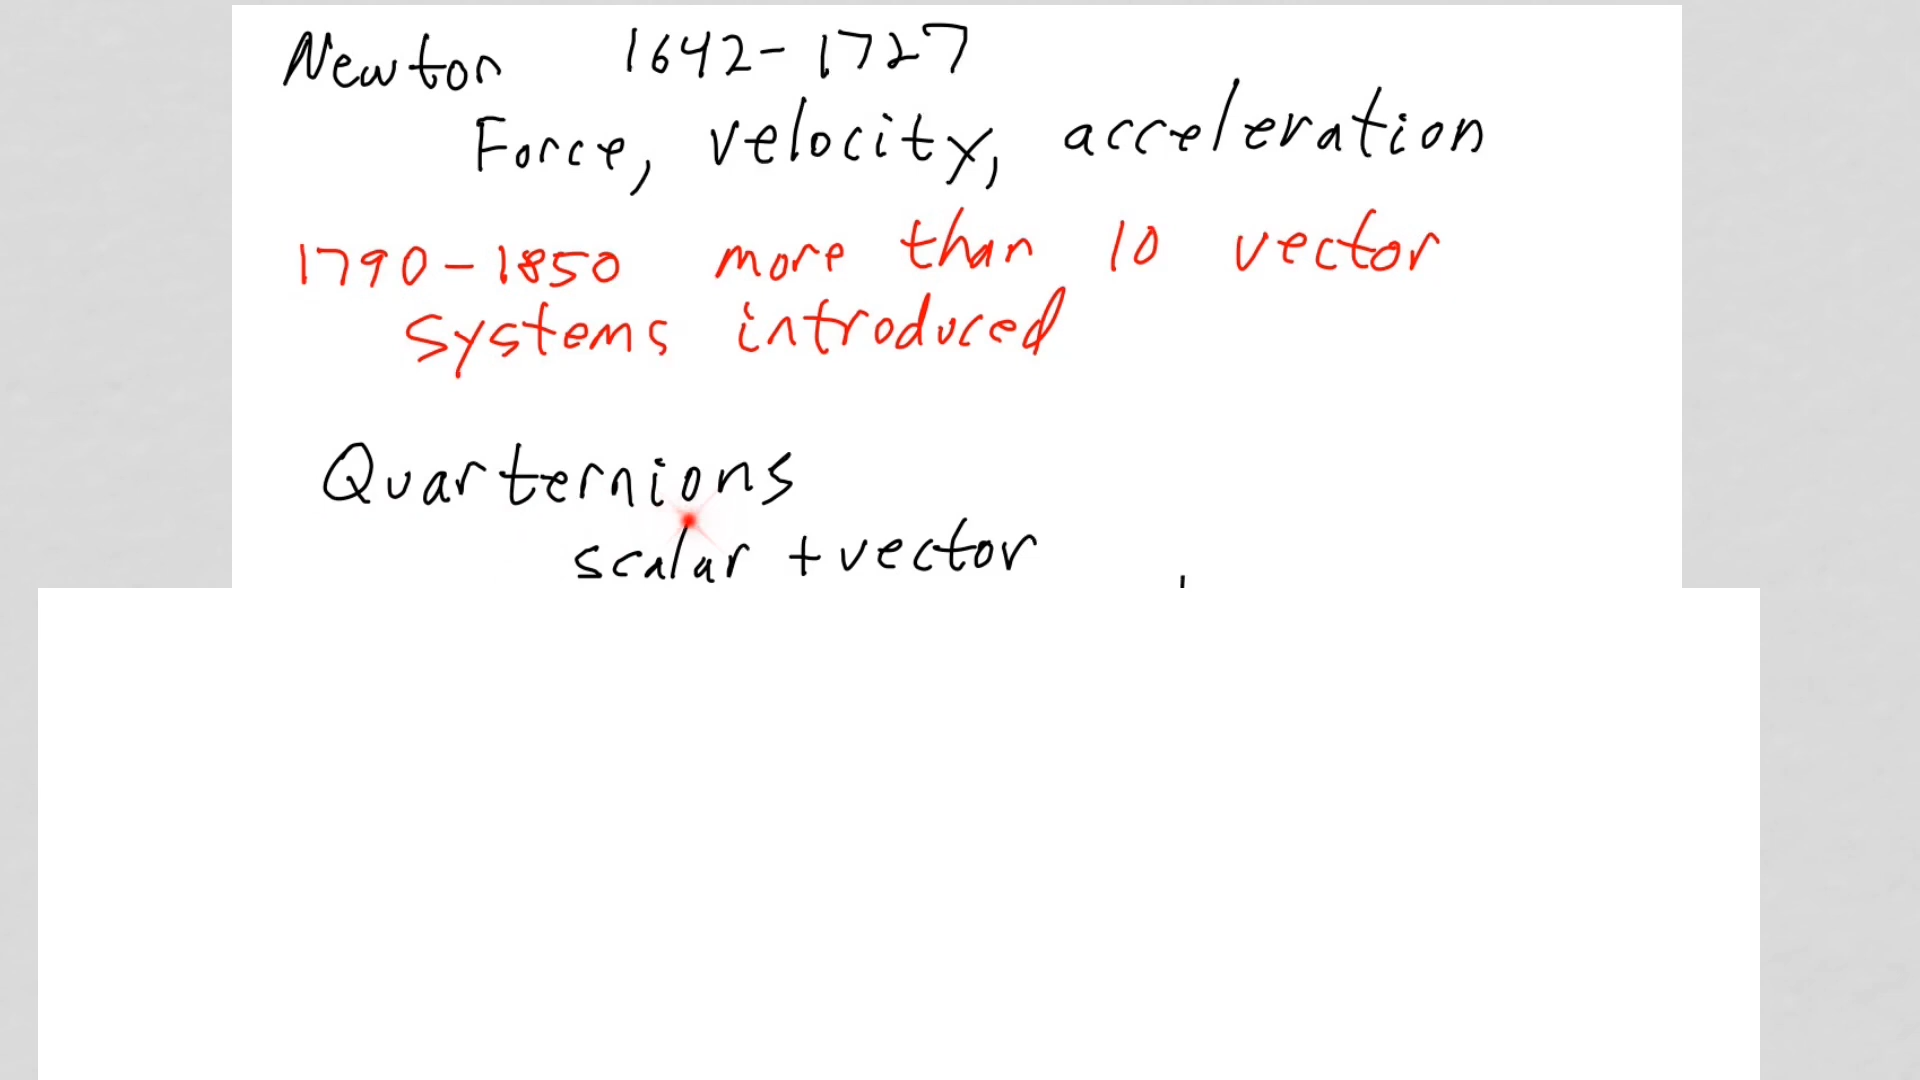 Newton 1642-1727
Force, velocity, acceleration
1790-1850 more than 10 vector
systems introduced
Quarternions
scalar + vector